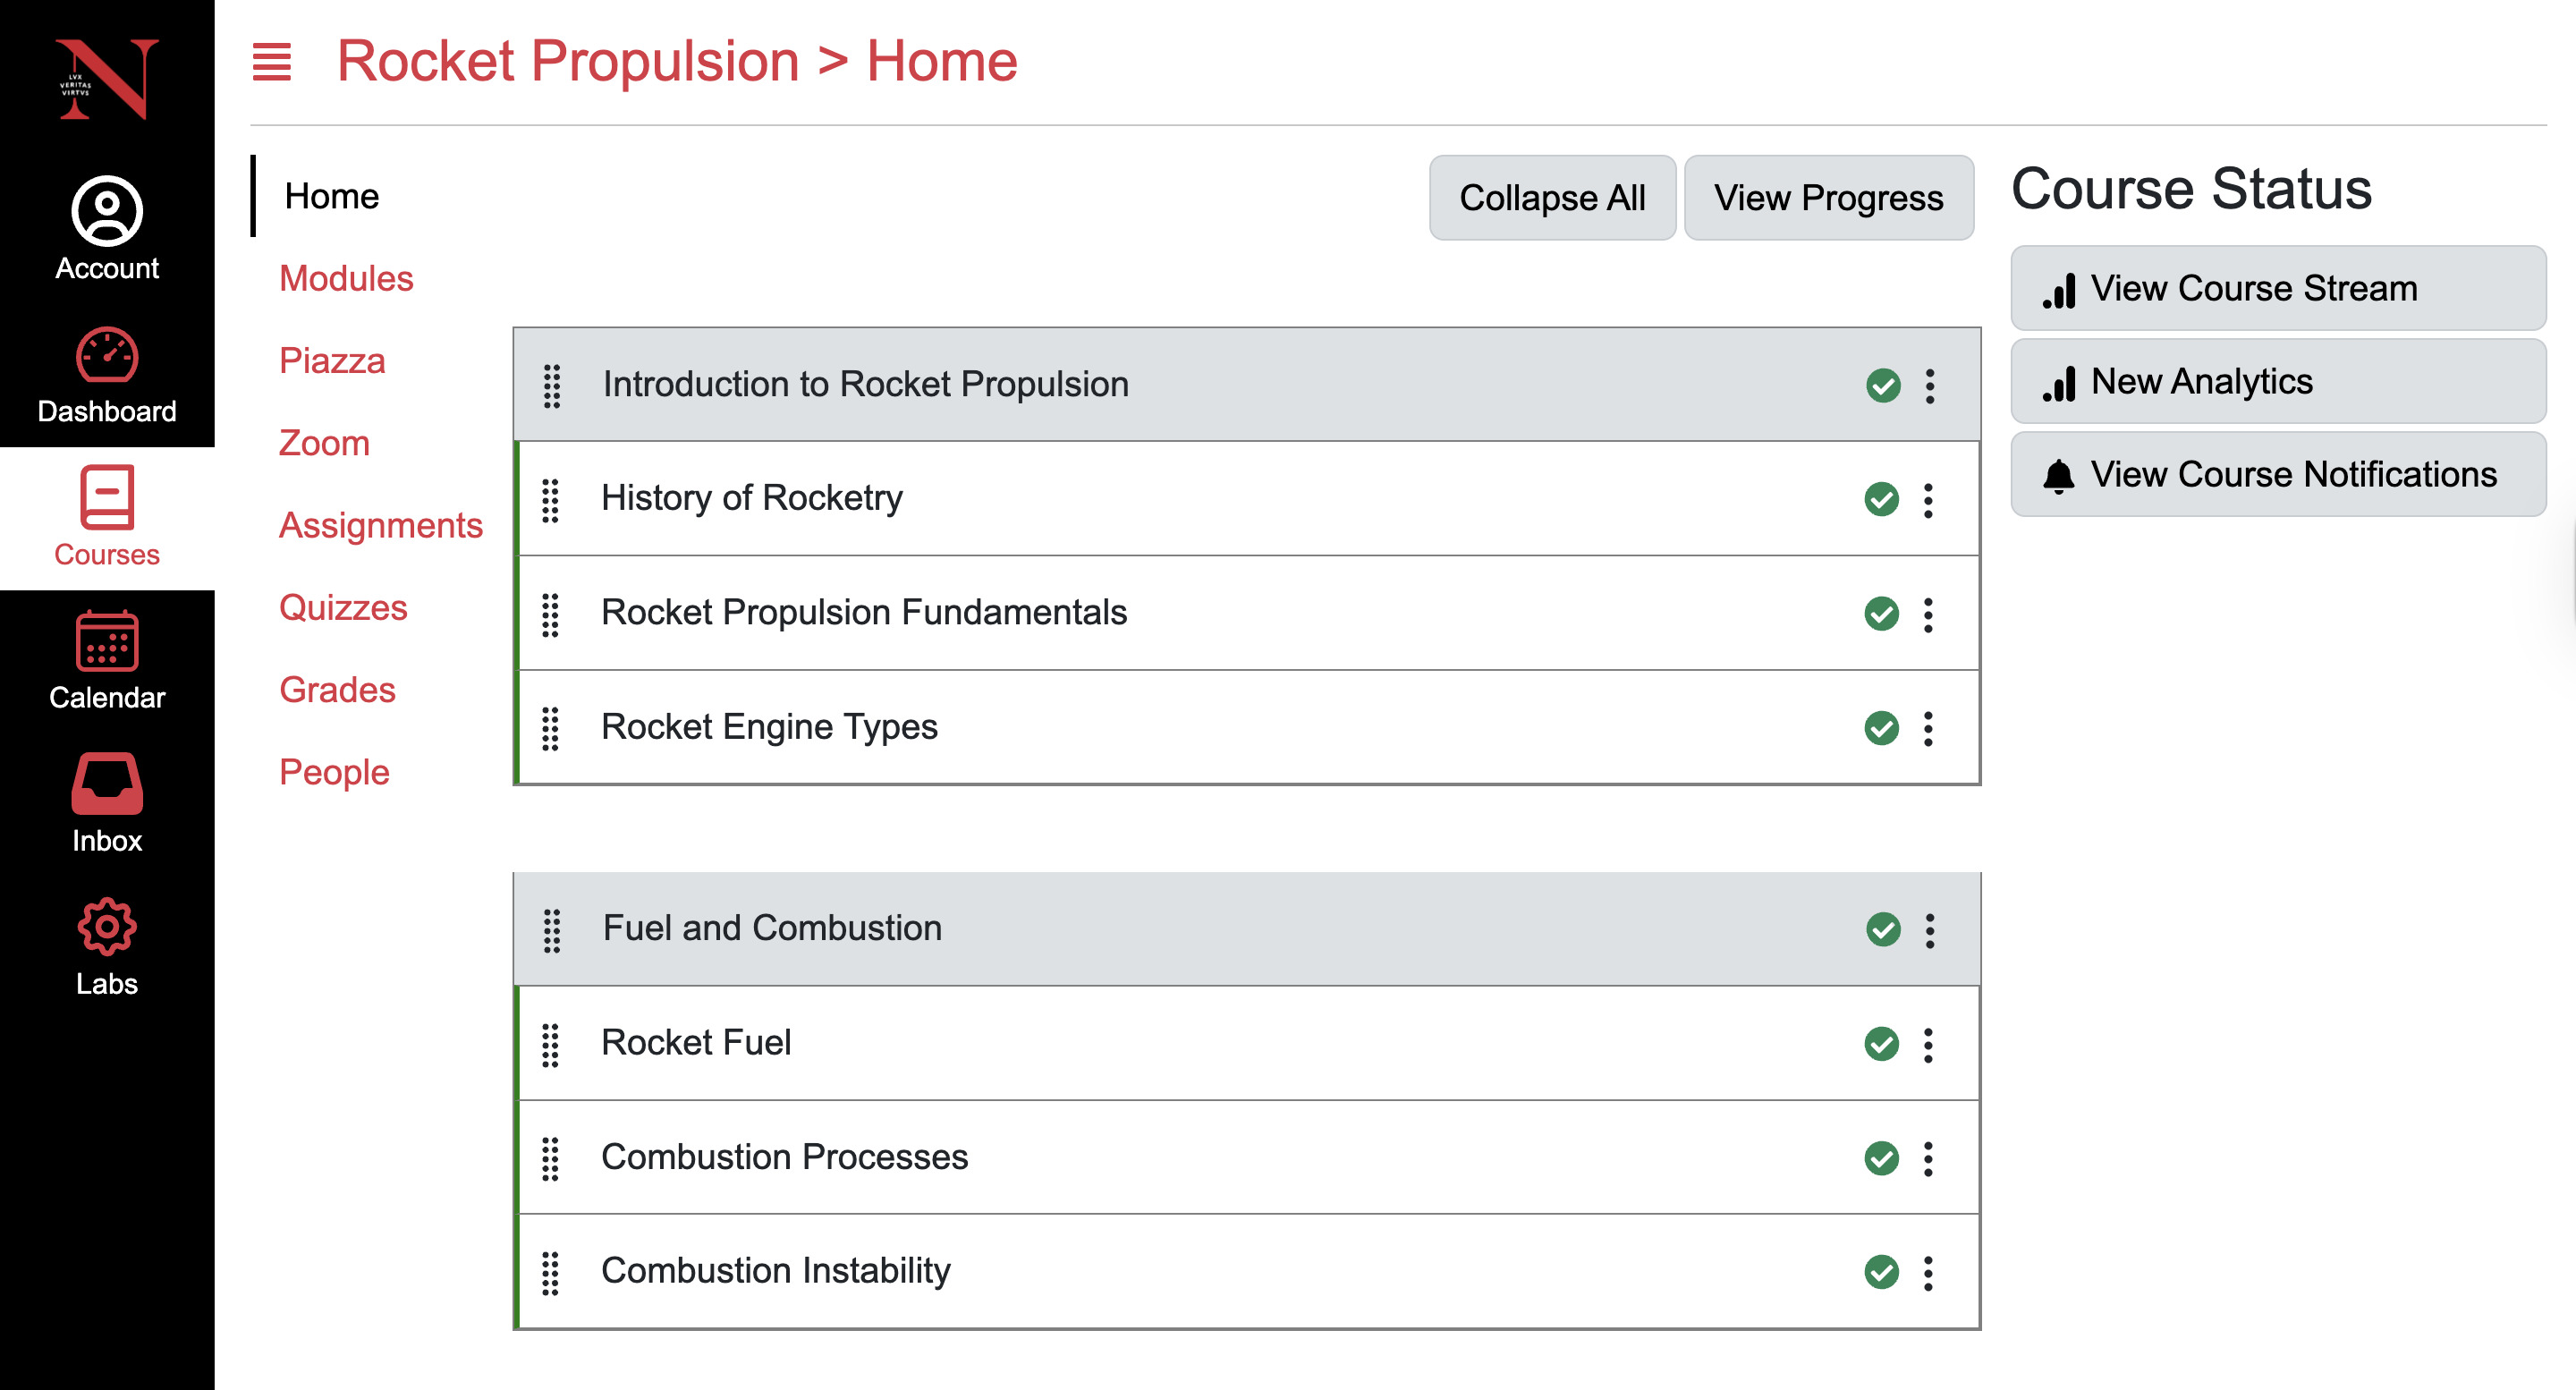 LVX
VERITAS
VIRTVS
Account
Dashboard
Courses
Calendar
Inbox
Labs
Rocket Propulsion > Home
Home
Modules
Piazza
Zoom
Assignments
Quizzes
Grades
People
Collapse All
View Progress
Introduction to Rocket Propulsion
History of Rocketry
Rocket Propulsion Fundamentals
Rocket Engine Types
Fuel and Combustion
Rocket Fuel
Combustion Processes
Combustion Instability
Course Status
View Course Stream
New Analytics
View Course Notifications